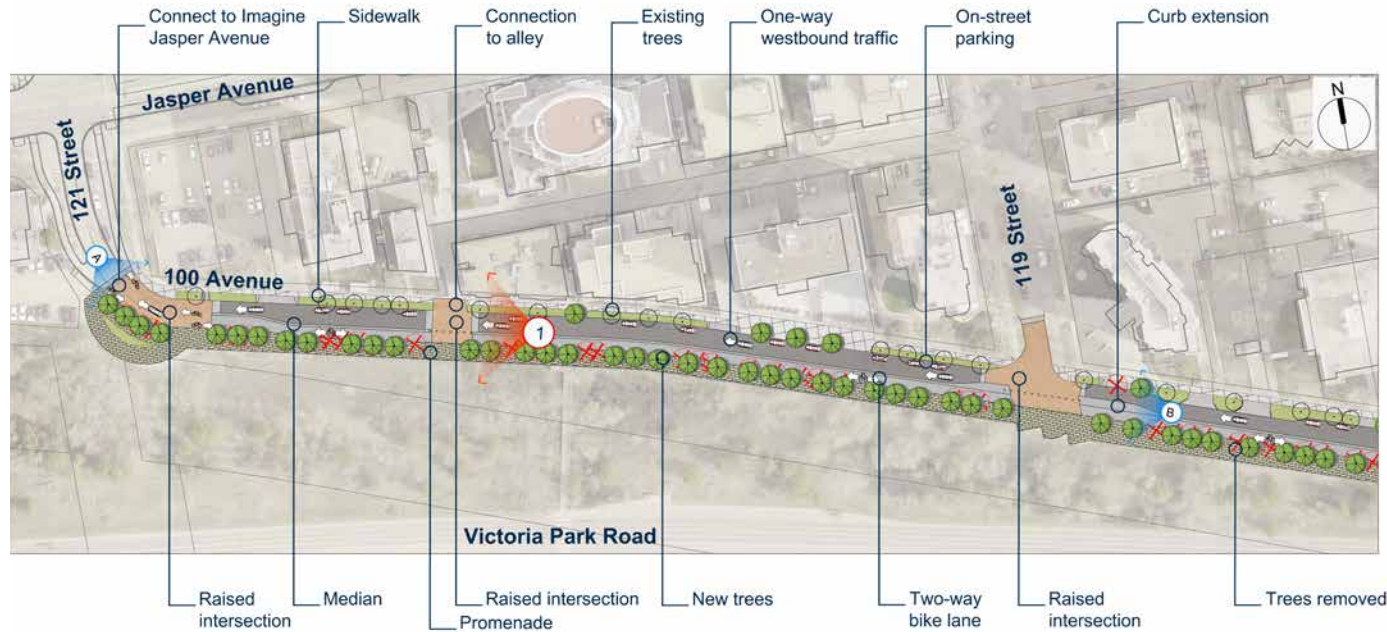 Connect to Imagine
Jasper Avenue
Sidewalk
Connection
to alley
Existing
trees
One-way
westbound traffic
On-street
parking
Curb extension
Jasper Avenue
N
121 Street
119 Street
A
100 Avenue
1
B
Victoria Park Road
Raised
intersection
Median
Promenade
Raised intersection
New trees
Two-way
bike lane
Raised
intersection
Trees removed